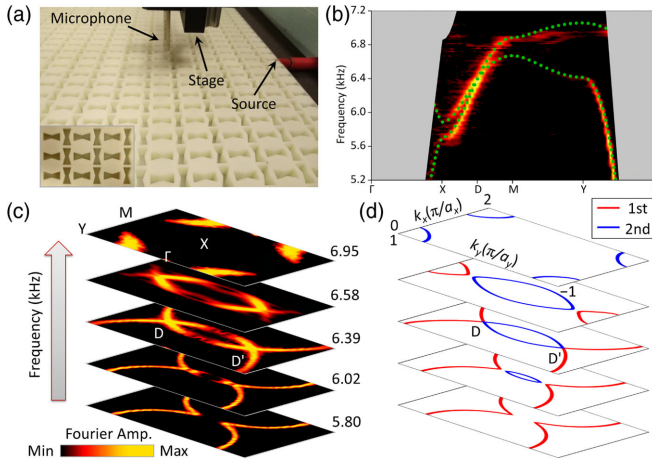 (a)
Microphone
Stage
Source
(b)
7.2
6.8
6.4
6.0
5.6
5.2
Frequency (kHz)
Γ X D M Y Γ
(c)
Y M
Γ X
6.95
6.58
6.39
D D'
6.02
5.80
Frequency (kHz)
Fourier Amp.
Min Max
(d)
1st
2nd
kx(π/ax)
0 2
1
ky(π/ay)
−1
D D'